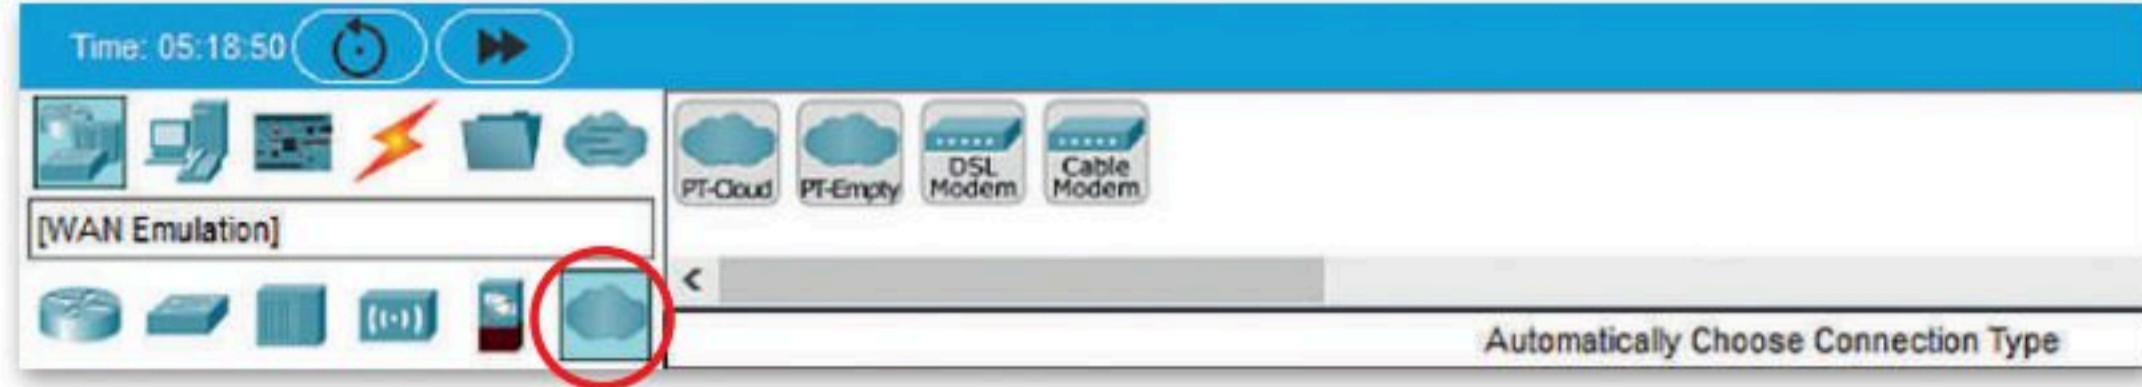 Time: 05:18:50
PT-Cloud
PT-Empty
DSL
Modem
Cable
Modem
[WAN Emulation]
Automatically Choose Connection Type